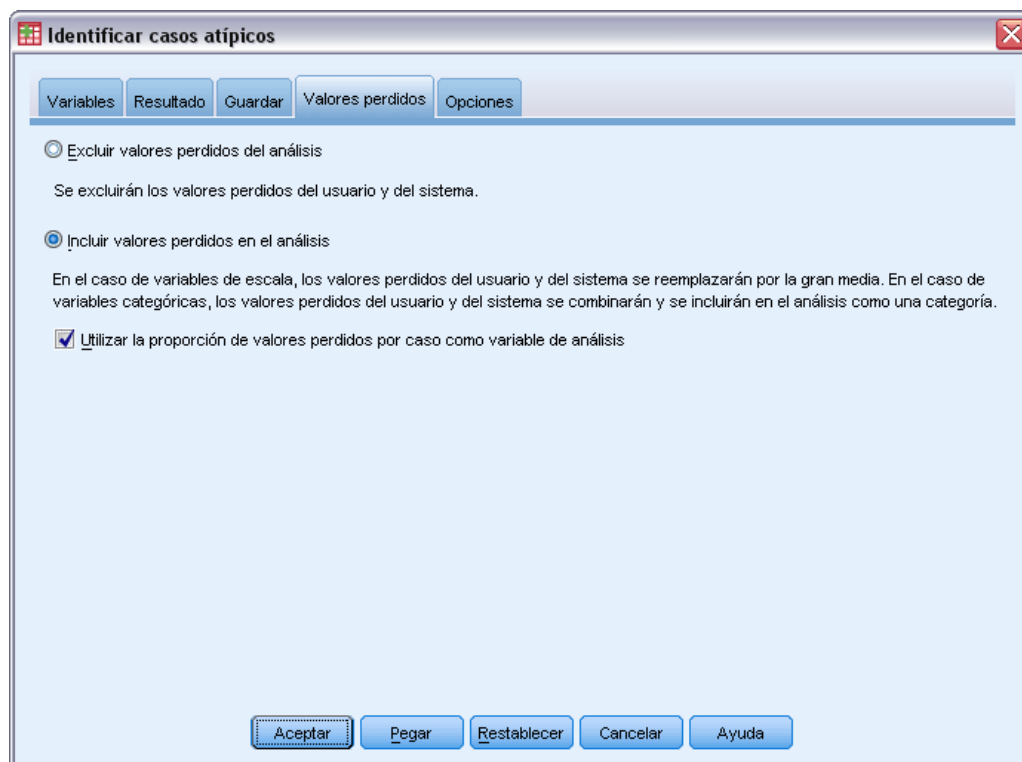 Identificar casos atípicos
Variables Resultado Guardar Valores perdidos Opciones
Excluir valores perdidos del análisis
Se excluirán los valores perdidos del usuario y del sistema.
Incluir valores perdidos en el análisis
En el caso de variables de escala, los valores perdidos del usuario y del sistema se reemplazarán por la gran media. En el caso de
variables categóricas, los valores perdidos del usuario y del sistema se combinarán y se incluirán en el análisis como una categoría.
Utilizar la proporción de valores perdidos por caso como variable de análisis
Aceptar Pegar Restablecer Cancelar Ayuda